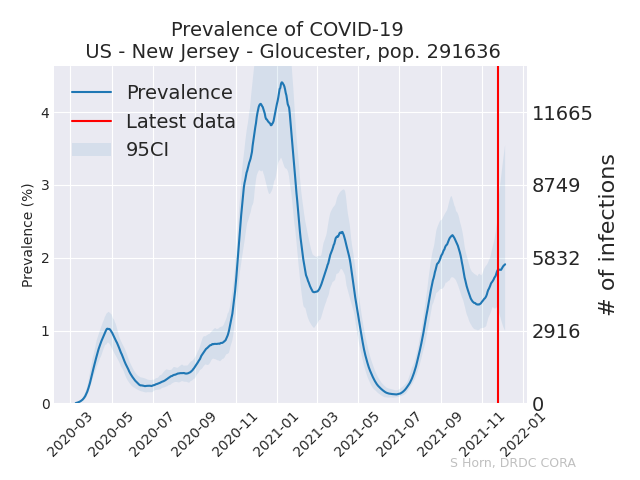 Prevalence of COVID-19
US - New Jersey - Gloucester, pop. 291636
Prevalence
Latest data
95CI
Prevalence (%)
4
3
2
1
0
11665
8749
5832
2916
0
# of infections
2020-03
2020-05
2020-07
2020-09
2020-11
2021-01
2021-03
2021-05
2021-07
2021-09
2021-11
2022-01
S Horn, DRDC CORA